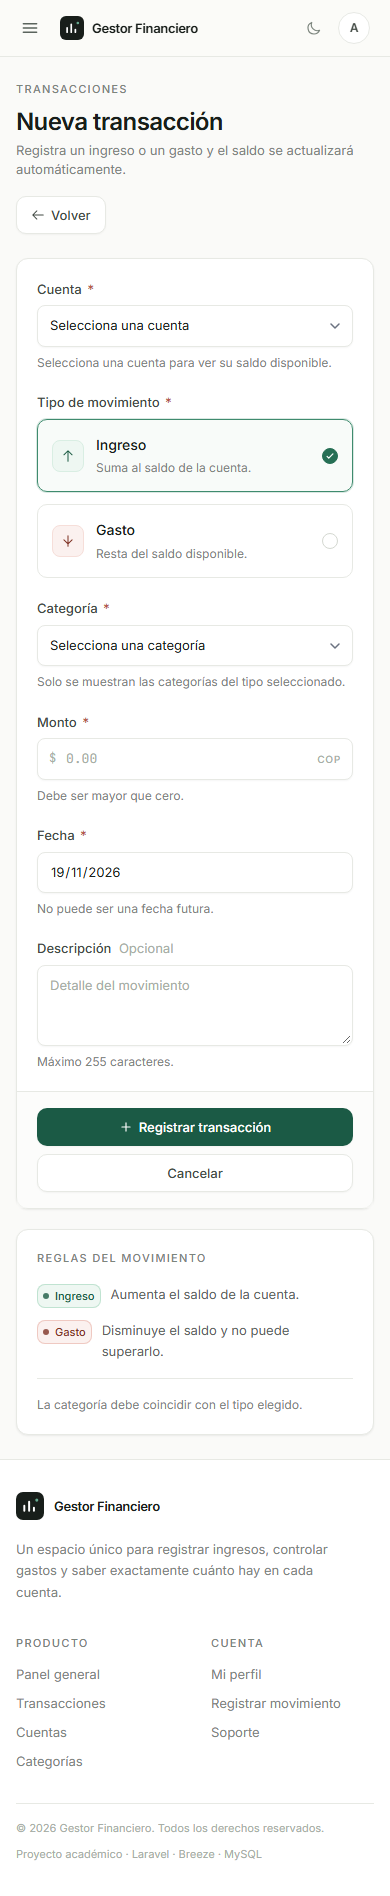 Gestor Financiero
A
TRANSACCIONES
Nueva transacción
Registra un ingreso o un gasto y el saldo se actualizará
automáticamente.
← Volver
Cuenta *
Selecciona una cuenta
Selecciona una cuenta para ver su saldo disponible.
Tipo de movimiento *
Ingreso
Suma al saldo de la cuenta.
Gasto
Resta del saldo disponible.
Categoría *
Selecciona una categoría
Solo se muestran las categorías del tipo seleccionado.
Monto *
$ 0.00 COP
Debe ser mayor que cero.
Fecha *
19/11/2026
No puede ser una fecha futura.
Descripción Opcional
Detalle del movimiento
Máximo 255 caracteres.
+ Registrar transacción
Cancelar
REGLAS DEL MOVIMIENTO
Ingreso Aumenta el saldo de la cuenta.
Gasto Disminuye el saldo y no puede
superarlo.
La categoría debe coincidir con el tipo elegido.
Gestor Financiero
Un espacio único para registrar ingresos, controlar
gastos y saber exactamente cuánto hay en cada
cuenta.
PRODUCTO
Panel general
Transacciones
Cuentas
Categorías
CUENTA
Mi perfil
Registrar movimiento
Soporte
© 2026 Gestor Financiero. Todos los derechos reservados.
Proyecto académico · Laravel · Breeze · MySQL